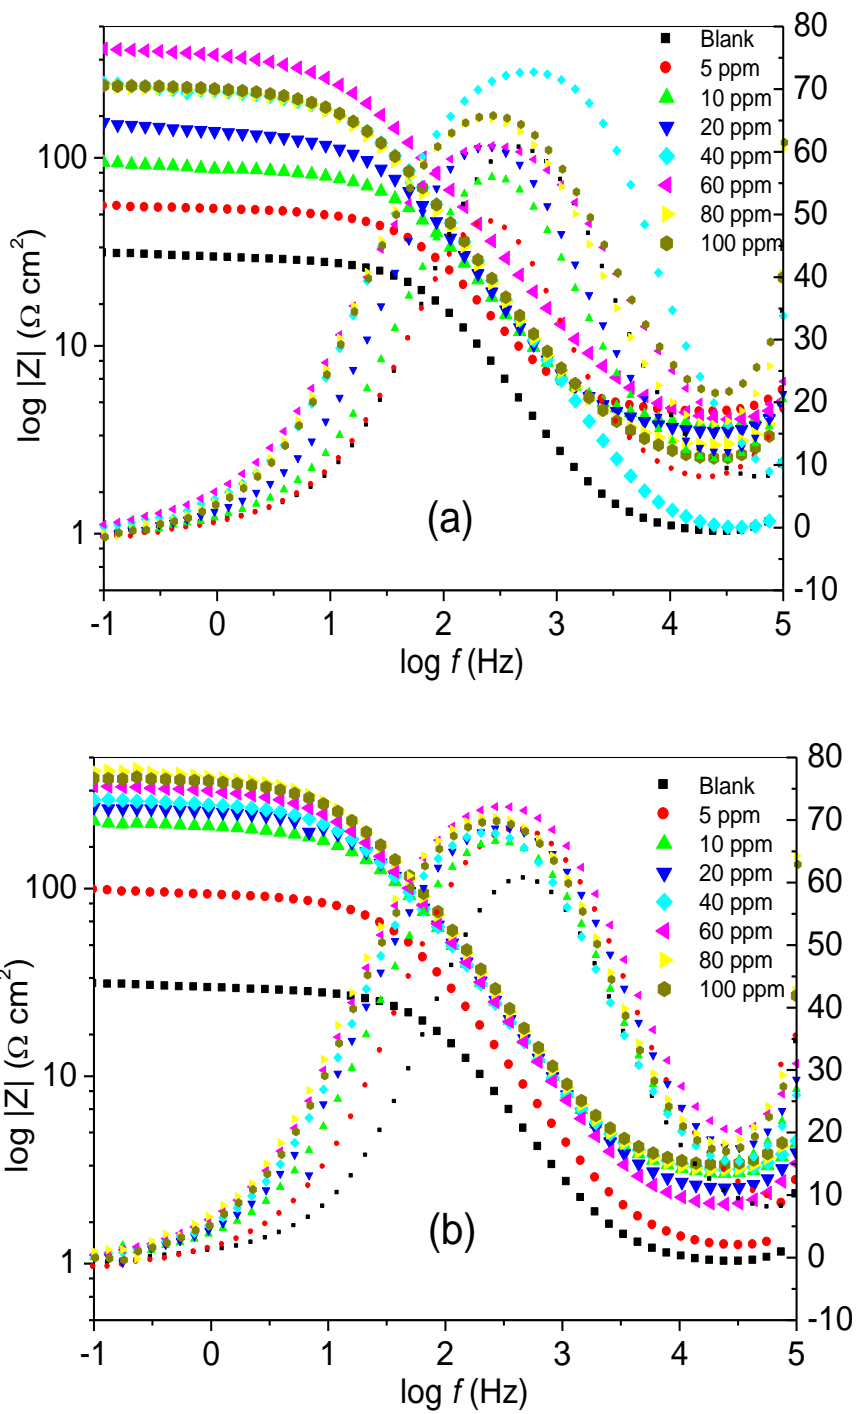 80
Blank
70
5 ppm
10 ppm
100
60
20 ppm
40 ppm
50
60 ppm
80 ppm
40
100 ppm
log |Z| (Ω cm²)
10
30
20
10
(a)
1
0
-10
-1 0 1 2 3 4 5
log f (Hz)
80
Blank
70
5 ppm
10 ppm
100
60
20 ppm
40 ppm
50
60 ppm
80 ppm
40
100 ppm
log |Z| (Ω cm²)
10
30
20
10
(b)
1
0
-10
-1 0 1 2 3 4 5
log f (Hz)